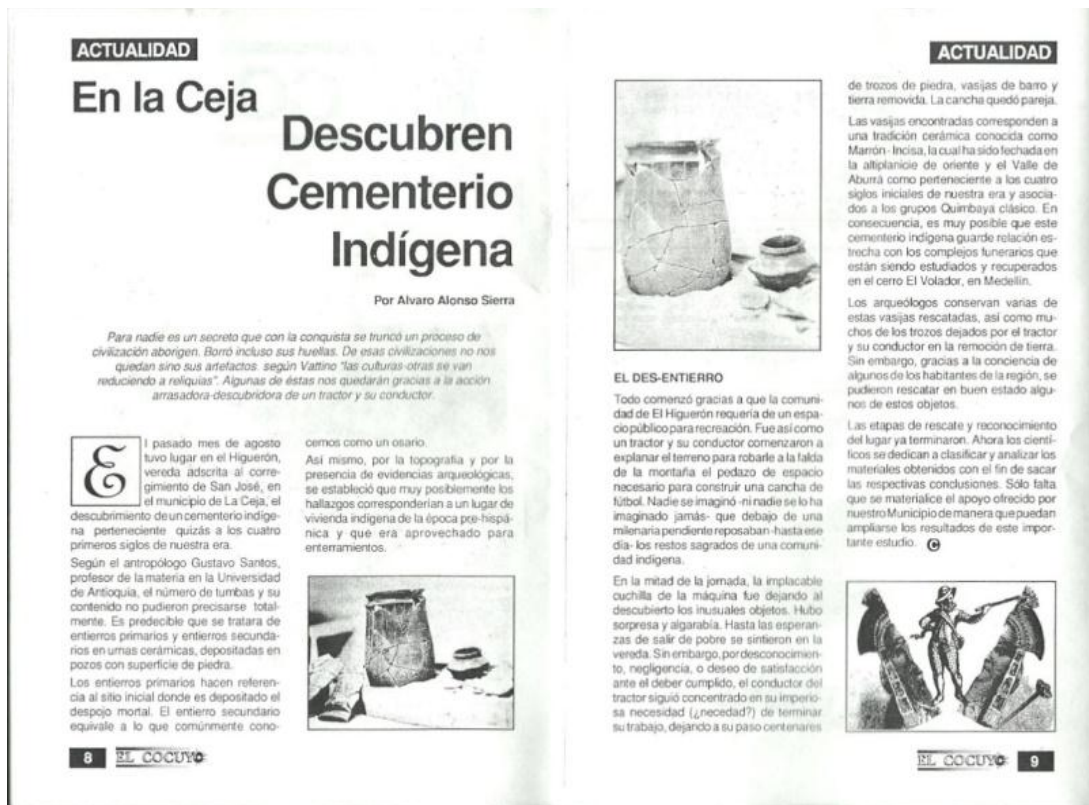 ACTUALIDAD
En la Ceja
Descubren
Cementerio
Indígena
Por Alvaro Alonso Sierra
Para nadie es un secreto que con la conquista se truncó un proceso de
civilización aborigen. Borró incluso sus huellas. De esas civilizaciones no nos
quedan sino sus artefactos según Vattino "las culturas otras se van
reduciendo a reliquias". Algunas de éstas nos quedarán gracias a la acción
arrasadora-descubridora de un tractor y su conductor.
El pasado mes de agosto
tuvo lugar en el Higuerón,
vereda adscrita al corre-
gimiento de San José, en
el municipio de La Ceja, el
descubrimiento de un cementerio indíge-
na perteneciente quizás a los cuatro
primeros siglos de nuestra era.
Según el antropólogo Gustavo Santos,
profesor de la materia en la Universidad
de Antioquia, el número de tumbas y su
contenido no pudieron precisarse total-
mente. Es predecible que se tratara de
entierros primarios y entierros secunda-
rios en urnas cerámicas, depositadas en
pozos con superficie de piedra.
Los entierros primarios hacen referen-
cia al sitio inicial donde es depositado el
despojo mortal. El entierro secundario
equivale a lo que comúnmente cono-
cemos como un osario.
Así mismo, por la topografía y por la
presencia de evidencias arqueológicas,
se estableció que muy posiblemente los
hallazgos corresponderían a un lugar de
vivienda indígena de la época pre-hispá-
nica y que era aprovechado para
enterramientos.
8 EL COCUYO
ACTUALIDAD
EL DES-ENTIERRO
Todo comenzó gracias a que la comuni-
dad de El Higuerón requería de un espa-
cio público para recreación. Fue así como
un tractor y su conductor comenzaron a
explanar el terreno para robarle a la falda
de la montaña el pedazo de espacio
necesario para construir una cancha de
fútbol. Nadie se imaginó -ni nadie se lo ha
imaginado jamás- que debajo de una
milenaria pendiente reposaban -hasta ese
día- los restos sagrados de una comuni-
dad indígena.
En la mitad de la jornada, la implacable
cuchilla de la máquina fue dejando al
descubierto los inusuales objetos. Hubo
sorpresa y algarabía. Hasta las esperan-
zas de salir de pobre se sintieron en la
vereda. Sin embargo, por desconocimien-
to, negligencia, o deseo de satisfacción
ante el deber cumplido, el conductor del
tractor siguió concentrado en su imperio-
sa necesidad (¿necedad?) de terminar
su trabajo, dejando a su paso centenares
de trozos de piedra, vasijas de barro y
tierra removida. La cancha quedó pareja.
Las vasijas encontradas corresponden a
una tradición cerámica conocida como
Marrón - Incisa, la cual ha sido fechada en
la altiplanicie de oriente y el Valle de
Aburrá como perteneciente a los cuatro
siglos iniciales de nuestra era y asocia-
dos a los grupos Quimbaya clásico. En
consecuencia, es muy posible que este
cementerio indígena guarde relación es-
trecha con los complejos funerarios que
están siendo estudiados y recuperados
en el cerro El Volador, en Medellín.
Los arqueólogos conservan varias de
estas vasijas rescatadas, así como mu-
chos de los trozos dejados por el tractor
y su conductor en la remoción de tierra.
Sin embargo, gracias a la conciencia de
algunos de los habitantes de la región, se
pudieron rescatar en buen estado algu-
nos de estos objetos.
Las etapas de rescate y reconocimiento
del lugar ya terminaron. Ahora los cientí-
ficos se dedican a clasificar y analizar los
materiales obtenidos con el fin de sacar
las respectivas conclusiones. Sólo falta
que se materialice el apoyo ofrecido por
nuestro Municipio de manera que puedan
ampliarse los resultados de este impor-
tante estudio. C
EL COCUYO 9